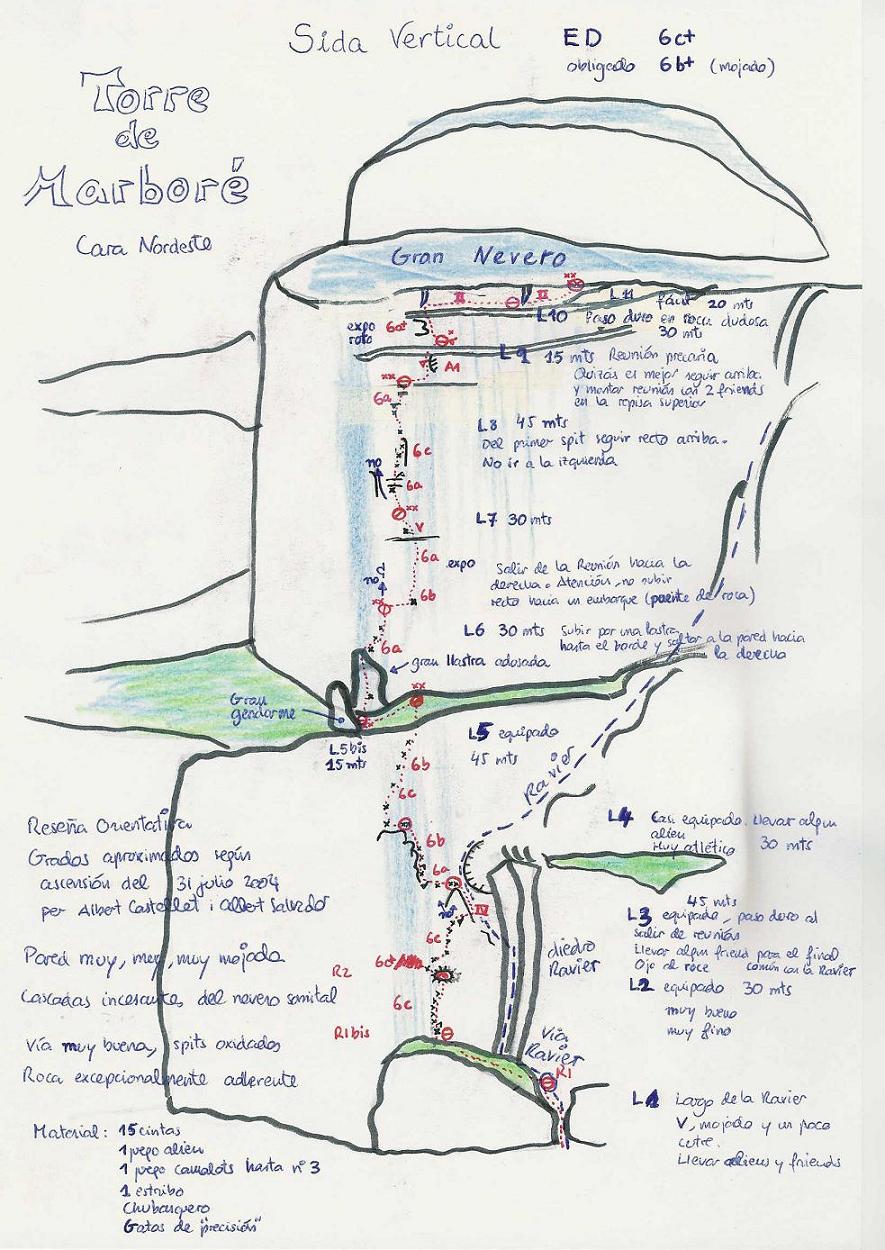 Sida Vertical
ED 6c+
obligado 6b+ (mojado)
Torre
de
Marboré
Cara Nordeste
Gran Nevero
II
II
L11 fácil 20 mts
L10 Paso duro en roca dudosa
30 mts
expo
roto
6a+
V
A1
L9 15 mts Reunión precaria
Quizás es mejor seguir arriba
y montar reunión con 2 friends
en la repisa superior
6a
L8 45 mts
Del primer spit seguir recto arriba.
No ir a la izquierda
6c
no
6a
V
L7 30 mts
6a
expo
Salir de la Reunión hacia la
derecha. Atención, no subir
recto hacia un embarque (puente de roca)
no
6b
L6 30 mts Subir por una lastra
hasta el borde y saltar a la pared hacia
la derecha
6a
gran llastra adosada
Gran
gendarme
L5bis
15 mts
L5 equipado
45 mts
6b
6c
Ravier
L4 Casi equipado. Llevar algun
alien
Muy atlético 30 mts
6b
6a
IV
no
Reseña Orientativa
Grados aproximados según
ascensión del 31 julio 2004
per Albert Castellet i Albert Salvadó
45 mts
L3 equipado, paso duro al
salir de reunión
Llevar algun friend para el final
Ojo al roce común con la Ravier
diedro
Ravier
6c
R2
6c+
L2 equipado 30 mts
muy bueno
muy fino
6c
R1bis
Pared muy, muy, muy mojada
Cascadas incesantes del nevero somital
Vía muy buena, spits oxidados
Roca excepcionalmente adherente
Vía
Ravier
R1
L1 Largo de la Ravier
V, mojado y un poco
cutre.
Llevar aliens y friends
Material: 15 cintas
1 juego alien
1 juego camalots hasta nº 3
1 estribo
Chubasquero
Gatos de "precisión"